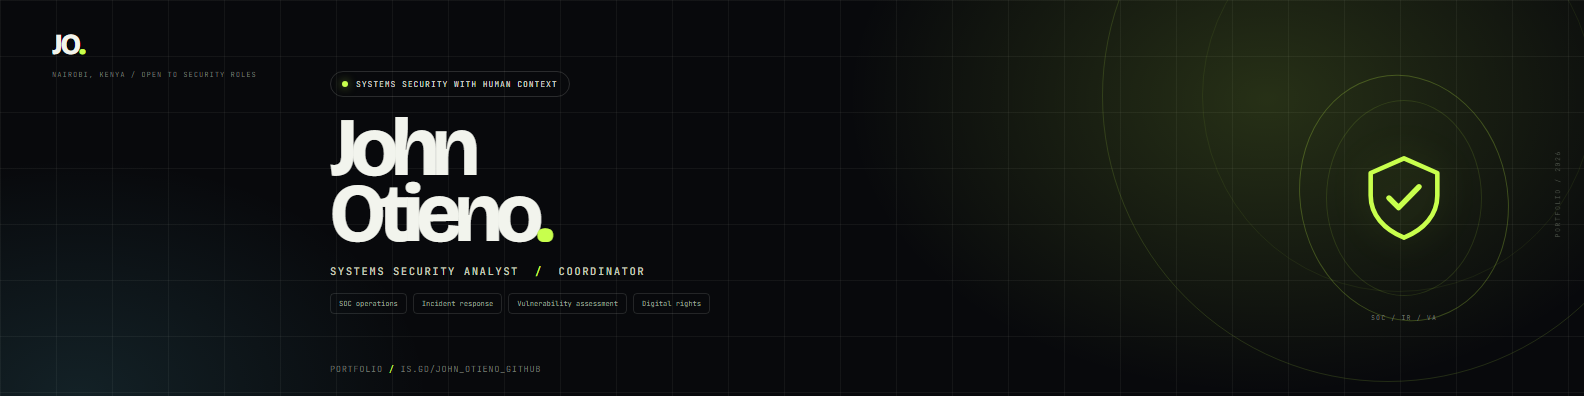 JO.
NAIROBI, KENYA / OPEN TO SECURITY ROLES
SYSTEMS SECURITY WITH HUMAN CONTEXT
John
Otieno.
SYSTEMS SECURITY ANALYST / COORDINATOR
SOC operations
Incident response
Vulnerability assessment
Digital rights
PORTFOLIO / IS.GD/JOHN_OTIENO_GITHUB
SOC / IR / VA
PORTFOLIO / 2026